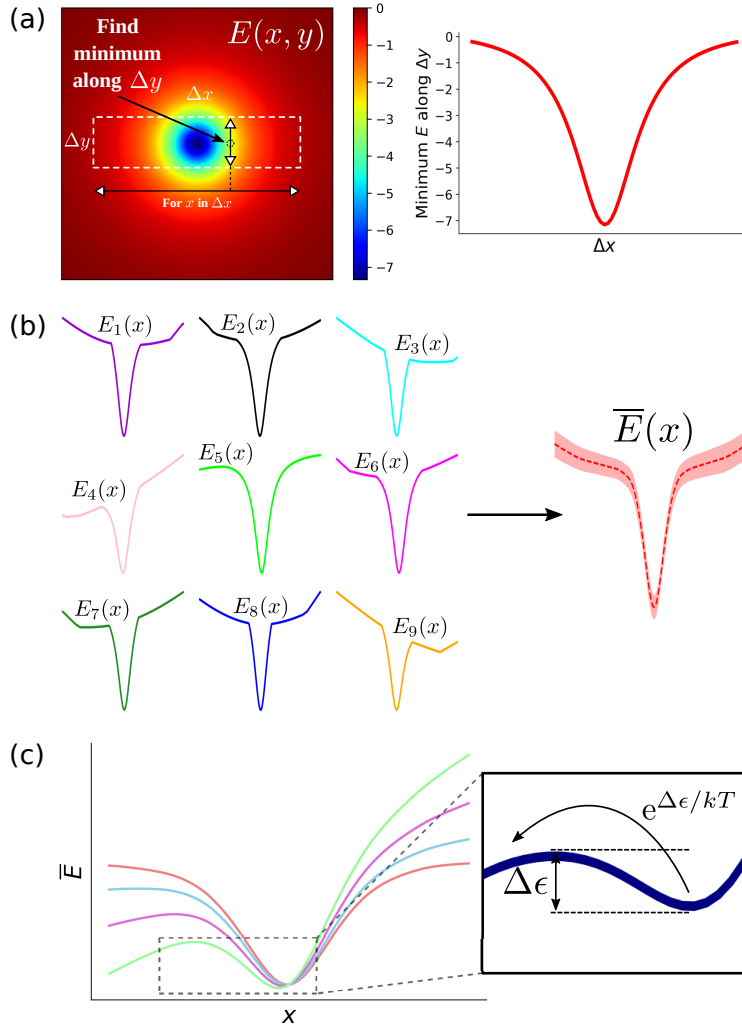 (a)
Find
minimum
along Δy
E(x, y)
Δx
Δy
For x in Δx
0
−1
−2
−3
−4
−5
−6
−7
Minimum E along Δy
0
−1
−2
−3
−4
−5
−6
−7
Δx
(b)
E₁(x)
E₂(x)
E₃(x)
E₄(x)
E₅(x)
E₆(x)
E₇(x)
E₈(x)
E₉(x)
E̅(x)
(c)
E̅
x
e^{Δϵ/kT}
Δϵ